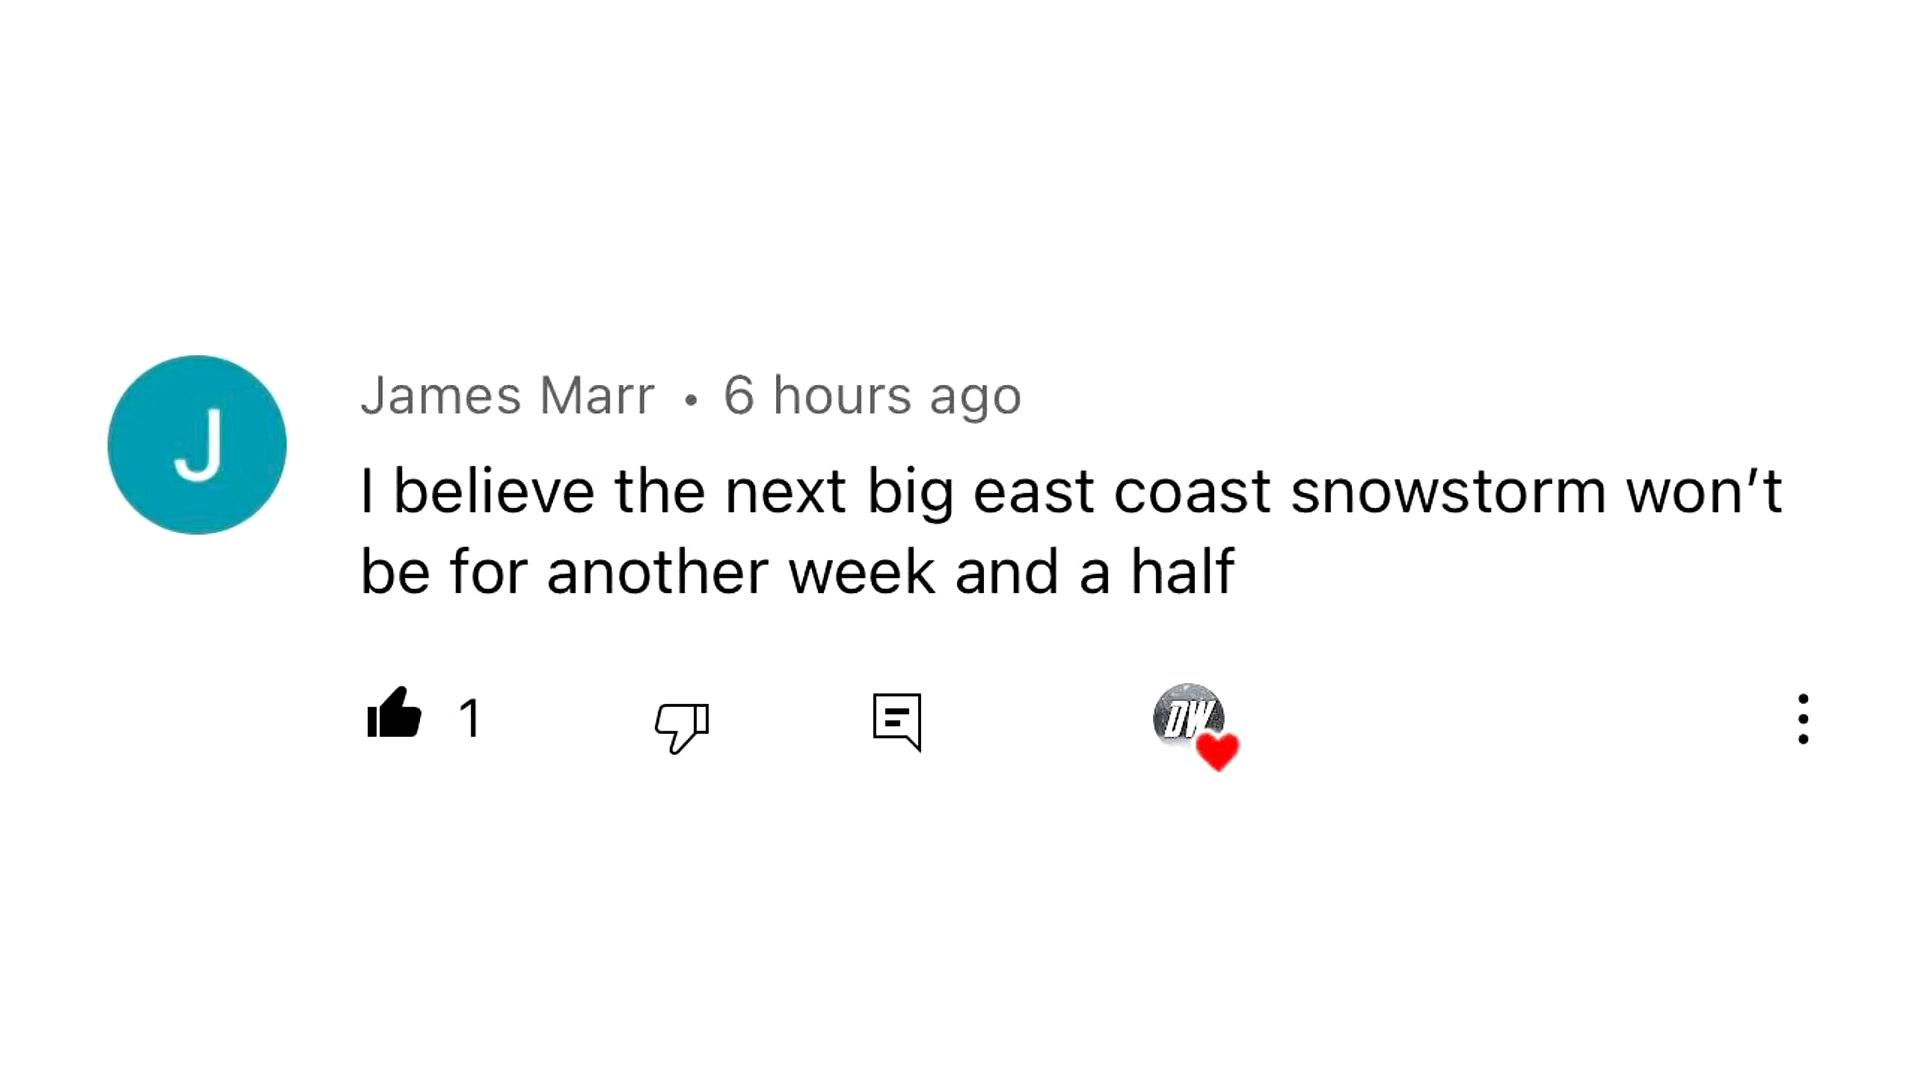 J
James Marr • 6 hours ago
I believe the next big east coast snowstorm won’t
be for another week and a half
1
DW